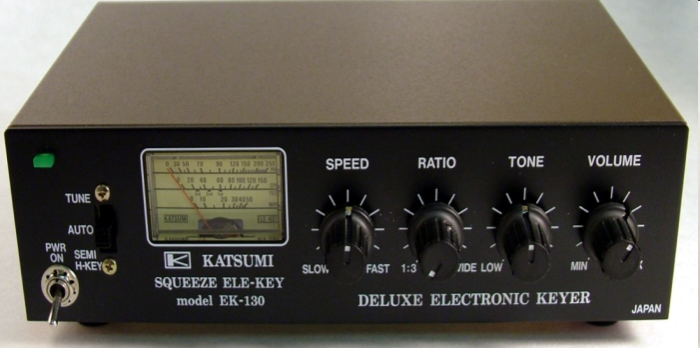 SPEED
RATIO
TONE
VOLUME
TUNE
AUTO
SEMI
H-KEY
PWR
ON
KATSUMI
K KATSUMI
SQUEEZE ELE-KEY
model EK-130
SLOW
FAST
1:3
WIDE
LOW
MIN
DELUXE ELECTRONIC KEYER
JAPAN